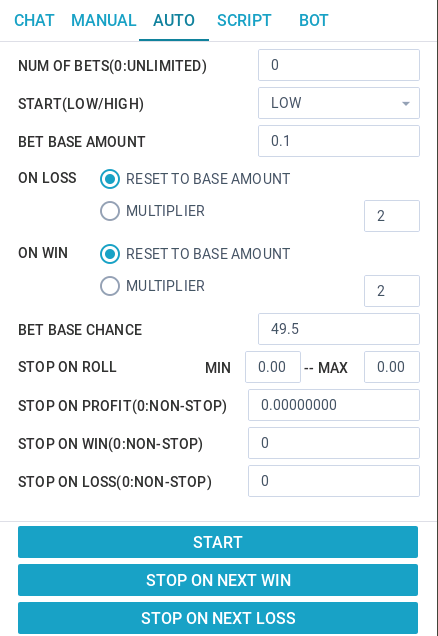 CHAT MANUAL AUTO SCRIPT BOT
NUM OF BETS(0:UNLIMITED) 0
START(LOW/HIGH) LOW
BET BASE AMOUNT 0.1
ON LOSS RESET TO BASE AMOUNT
MULTIPLIER 2
ON WIN RESET TO BASE AMOUNT
MULTIPLIER 2
BET BASE CHANCE 49.5
STOP ON ROLL MIN 0.00 -- MAX 0.00
STOP ON PROFIT(0:NON-STOP) 0.00000000
STOP ON WIN(0:NON-STOP) 0
STOP ON LOSS(0:NON-STOP) 0
START
STOP ON NEXT WIN
STOP ON NEXT LOSS